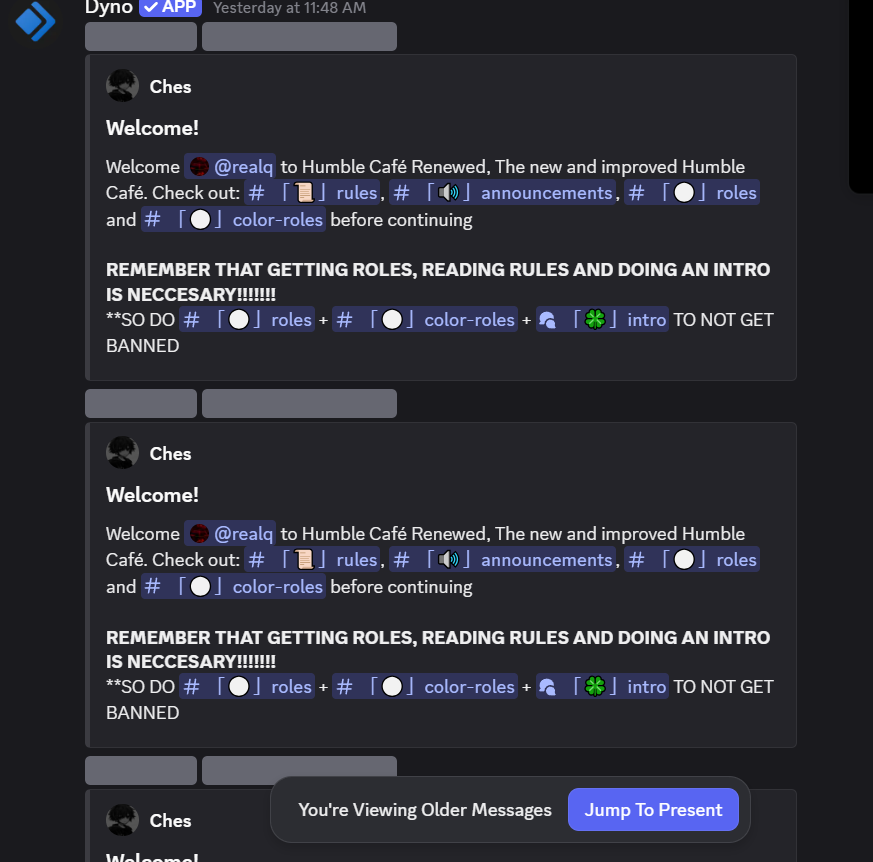 Dyno ✓ APP Yesterday at 11:48 AM
Ches
Welcome!
Welcome @realq to Humble Café Renewed, The new and improved Humble
Café. Check out: # 「📜」rules, # 「🔊」announcements, # 「⚪」roles
and # 「⚪」color-roles before continuing
REMEMBER THAT GETTING ROLES, READING RULES AND DOING AN INTRO
IS NECCESARY!!!!!!!
**SO DO # 「⚪」roles + # 「⚪」color-roles + 「🍀」intro TO NOT GET
BANNED
Ches
Welcome!
Welcome @realq to Humble Café Renewed, The new and improved Humble
Café. Check out: # 「📜」rules, # 「🔊」announcements, # 「⚪」roles
and # 「⚪」color-roles before continuing
REMEMBER THAT GETTING ROLES, READING RULES AND DOING AN INTRO
IS NECCESARY!!!!!!!
**SO DO # 「⚪」roles + # 「⚪」color-roles + 「🍀」intro TO NOT GET
BANNED
You're Viewing Older Messages Jump To Present
Ches
Welcome!